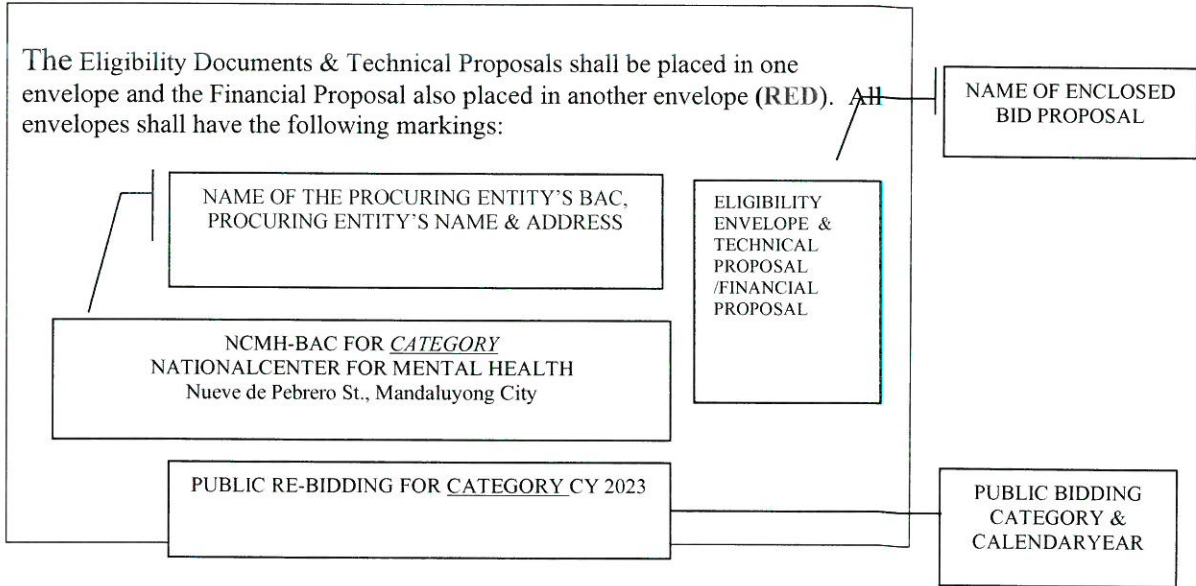 The Eligibility Documents & Technical Proposals shall be placed in one
envelope and the Financial Proposal also placed in another envelope (RED). All
envelopes shall have the following markings:
NAME OF ENCLOSED
BID PROPOSAL
NAME OF THE PROCURING ENTITY'S BAC,
PROCURING ENTITY'S NAME & ADDRESS
ELIGIBILITY
ENVELOPE &
TECHNICAL
PROPOSAL
/FINANCIAL
PROPOSAL
NCMH-BAC FOR CATEGORY
NATIONALCENTER FOR MENTAL HEALTH
Nueve de Pebrero St., Mandaluyong City
PUBLIC RE-BIDDING FOR CATEGORY CY 2023
PUBLIC BIDDING
CATEGORY &
CALENDARYEAR